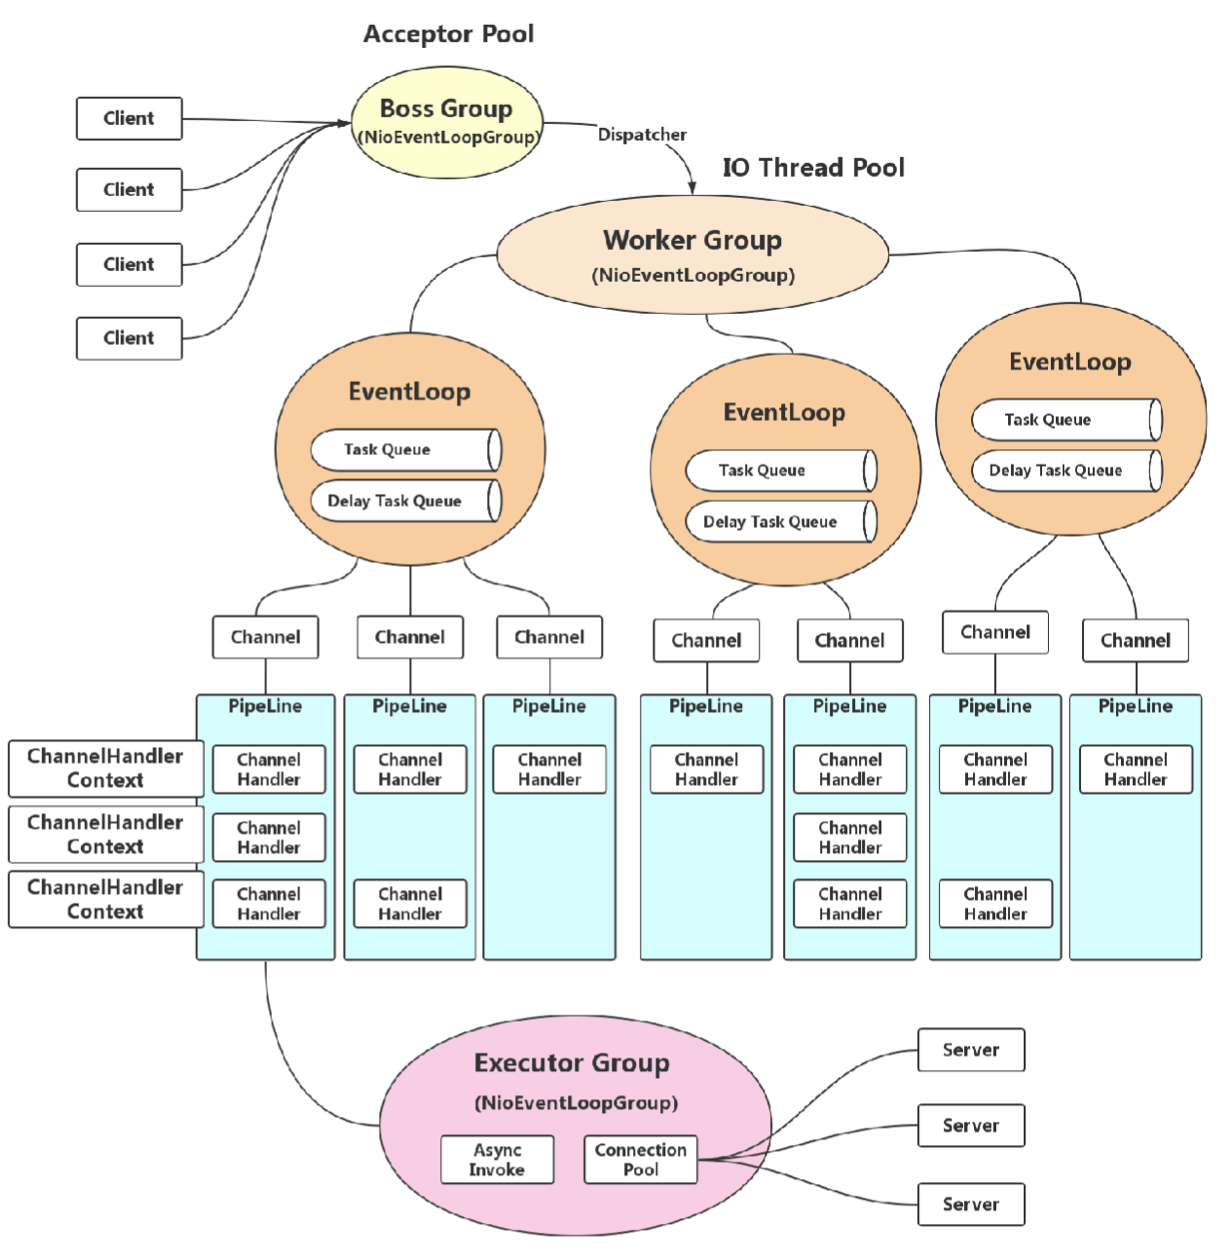 Acceptor Pool
Boss Group
(NioEventLoopGroup)
Client
Client
Client
Client
Dispatcher
IO Thread Pool
Worker Group
(NioEventLoopGroup)
EventLoop
Task Queue
Delay Task Queue
EventLoop
Task Queue
Delay Task Queue
EventLoop
Task Queue
Delay Task Queue
Channel
Channel
Channel
Channel
Channel
Channel
Channel
PipeLine
PipeLine
PipeLine
PipeLine
PipeLine
PipeLine
PipeLine
ChannelHandler
Context
Channel
Handler
Channel
Handler
Channel
Handler
Channel
Handler
Channel
Handler
Channel
Handler
Channel
Handler
ChannelHandler
Context
Channel
Handler
Channel
Handler
ChannelHandler
Context
Channel
Handler
Channel
Handler
Channel
Handler
Channel
Handler
Executor Group
(NioEventLoopGroup)
Async
Invoke
Connection
Pool
Server
Server
Server